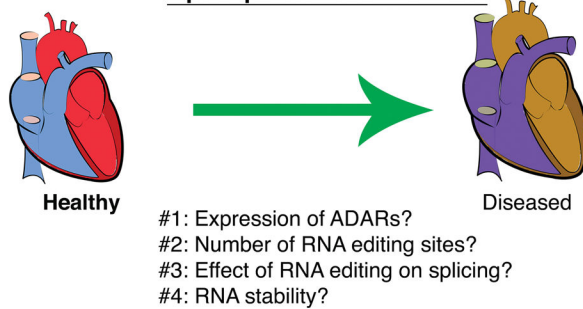 Healthy
Diseased
#1: Expression of ADARs?
#2: Number of RNA editing sites?
#3: Effect of RNA editing on splicing?
#4: RNA stability?